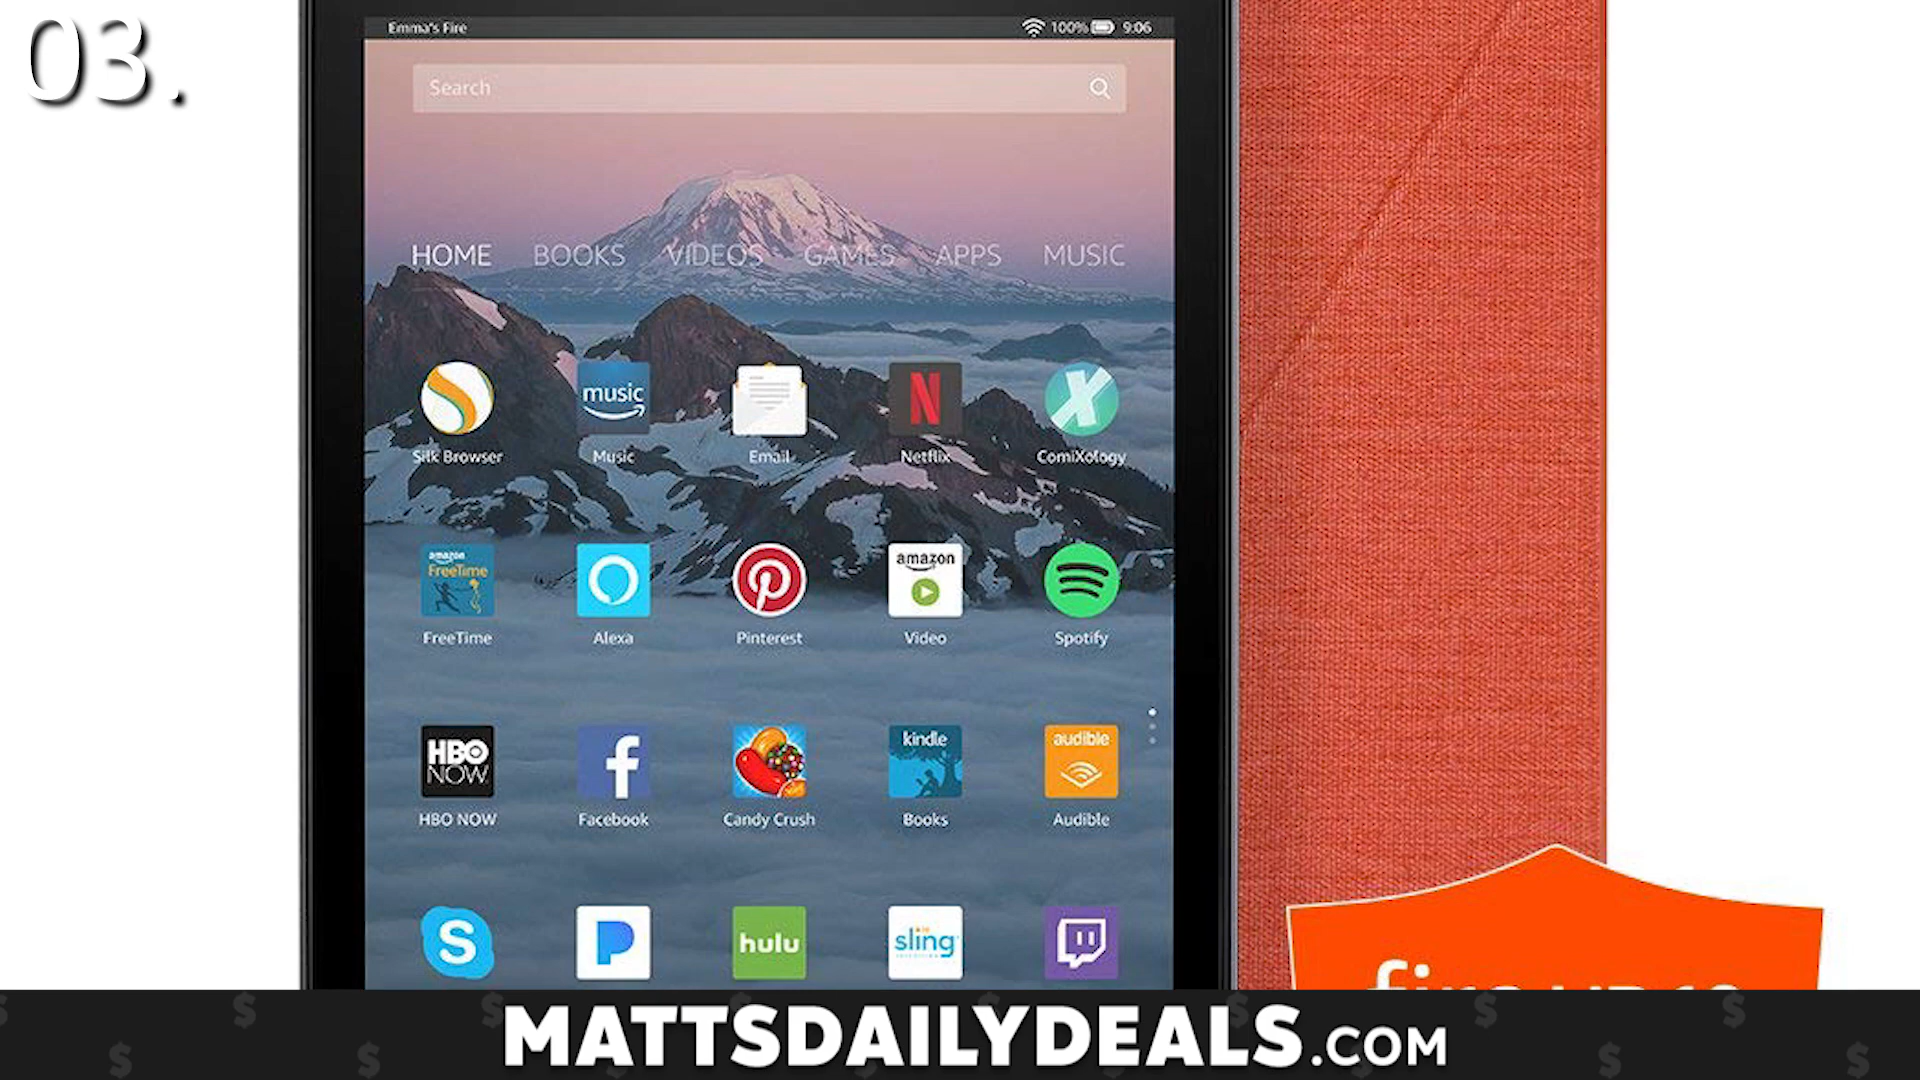 03.
Emma's Fire
100%
9:06
Search
HOME BOOKS VIDEOS GAMES APPS MUSIC
music
N
Silk Browser Music Email Netflix ComiXology
amazon
FreeTime
amazon
FreeTime Alexa Pinterest Video Spotify
HBO
NOW
kindle
audible
HBO NOW Facebook Candy Crush Books Audible
hulu
sling
MATTSDAILYDEALS.COM